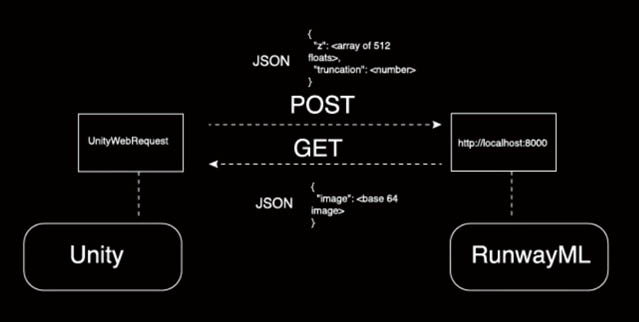 {
"z": <array of 512
floats>,
"truncation": <number>
}
JSON
POST
UnityWebRequest
GET
http://localhost:8000
JSON
{
"image": <base 64
image>
}
Unity
RunwayML